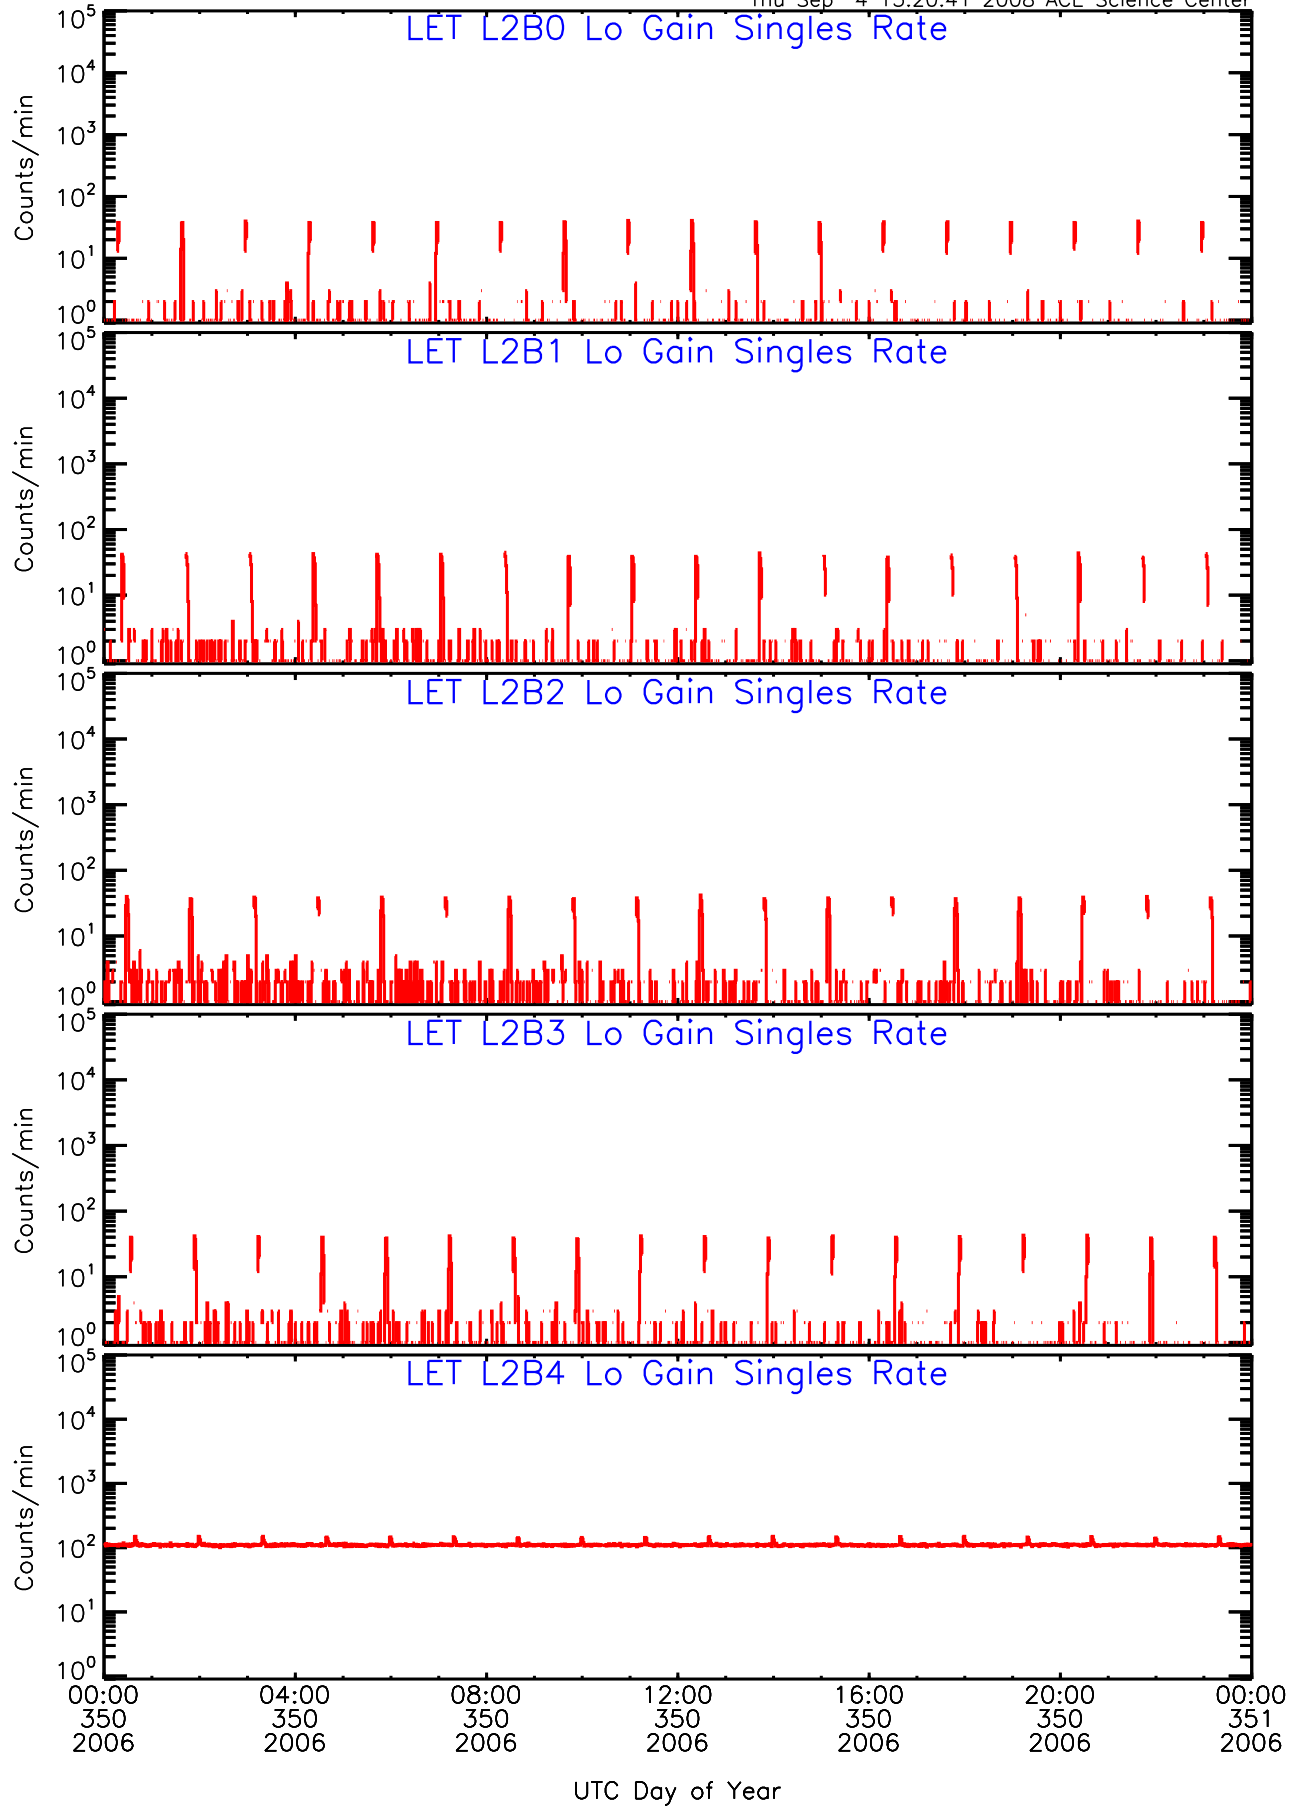 LET L2B0 Lo Gain Singles Rate
Counts/min
10^5
10^4
10^3
10^2
10^1
10^0
LET L2B1 Lo Gain Singles Rate
Counts/min
10^5
10^4
10^3
10^2
10^1
10^0
LET L2B2 Lo Gain Singles Rate
Counts/min
10^5
10^4
10^3
10^2
10^1
10^0
LET L2B3 Lo Gain Singles Rate
Counts/min
10^5
10^4
10^3
10^2
10^1
10^0
LET L2B4 Lo Gain Singles Rate
Counts/min
10^5
10^4
10^3
10^2
10^1
10^0
00:00 04:00 08:00 12:00 16:00 20:00 00:00
350 350 350 350 350 350 351
2006 2006 2006 2006 2006 2006 2006
UTC Day of Year